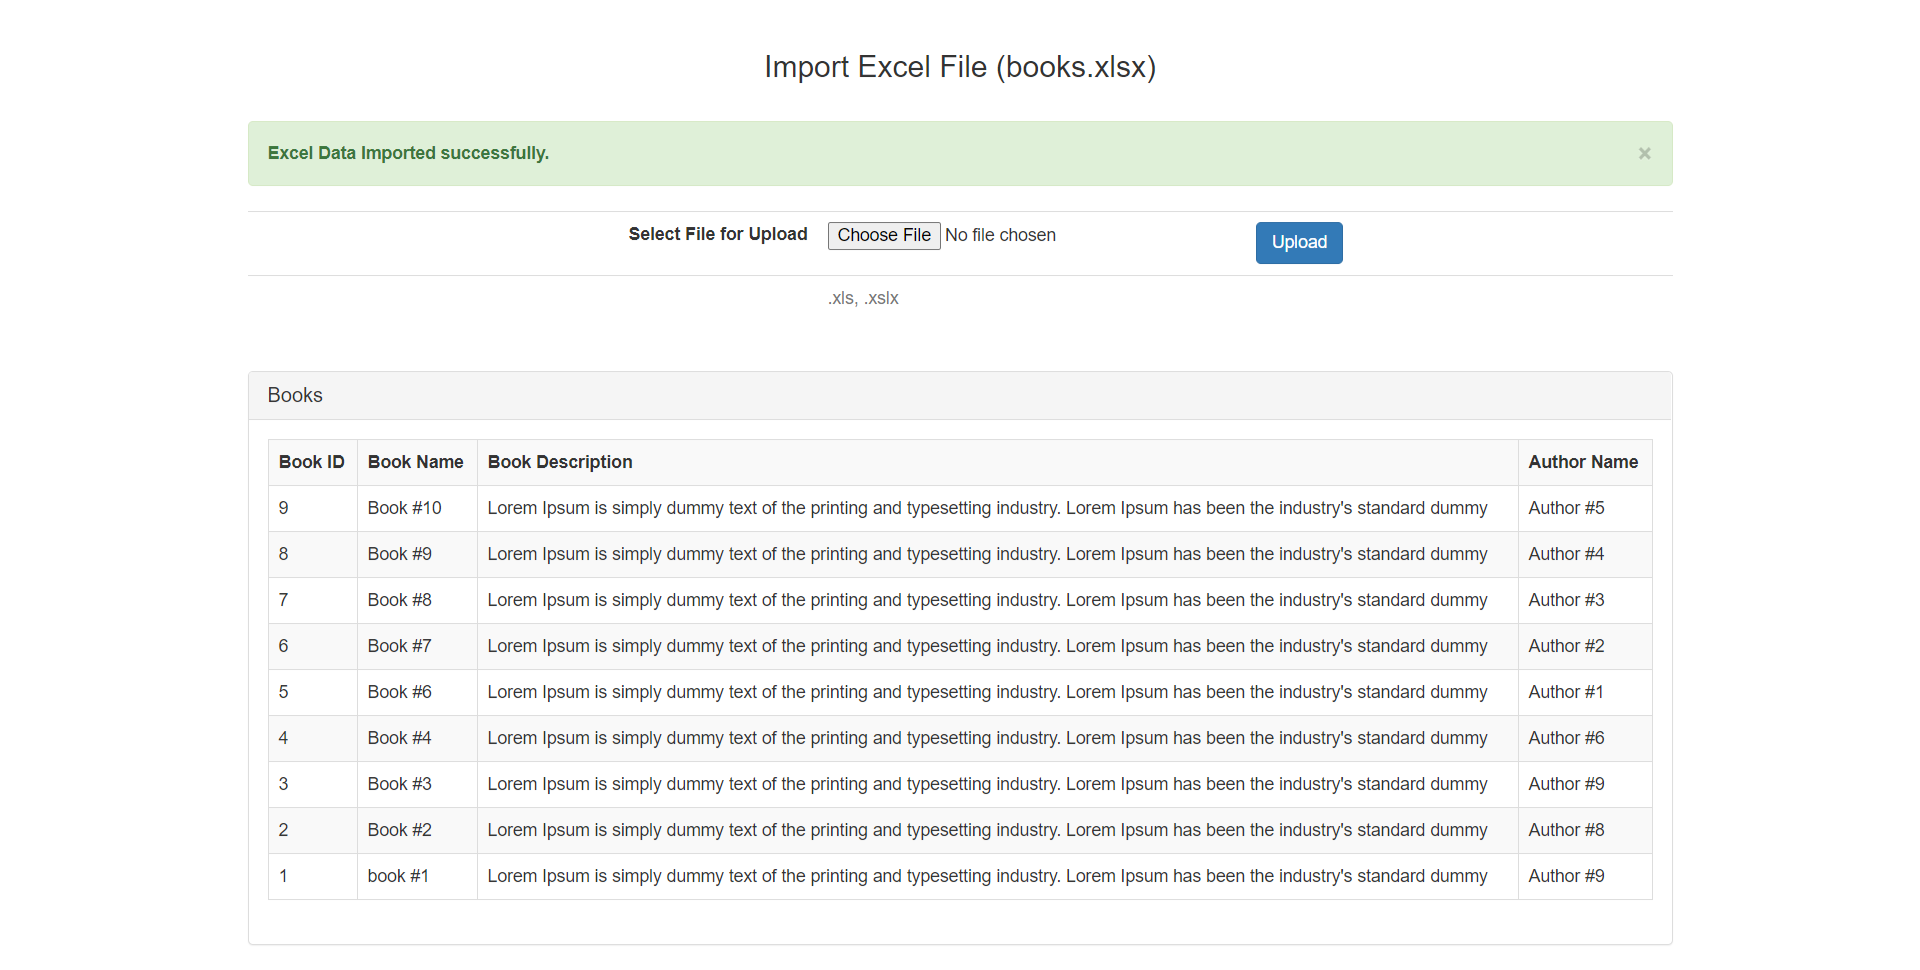 Import Excel File (books.xlsx)
Excel Data Imported successfully. ×
Select File for Upload Choose File No file chosen Upload
.xls, .xslx
Books
Book ID Book Name Book Description Author Name
9 Book #10 Lorem Ipsum is simply dummy text of the printing and typesetting industry. Lorem Ipsum has been the industry's standard dummy Author #5
8 Book #9 Lorem Ipsum is simply dummy text of the printing and typesetting industry. Lorem Ipsum has been the industry's standard dummy Author #4
7 Book #8 Lorem Ipsum is simply dummy text of the printing and typesetting industry. Lorem Ipsum has been the industry's standard dummy Author #3
6 Book #7 Lorem Ipsum is simply dummy text of the printing and typesetting industry. Lorem Ipsum has been the industry's standard dummy Author #2
5 Book #6 Lorem Ipsum is simply dummy text of the printing and typesetting industry. Lorem Ipsum has been the industry's standard dummy Author #1
4 Book #4 Lorem Ipsum is simply dummy text of the printing and typesetting industry. Lorem Ipsum has been the industry's standard dummy Author #6
3 Book #3 Lorem Ipsum is simply dummy text of the printing and typesetting industry. Lorem Ipsum has been the industry's standard dummy Author #9
2 Book #2 Lorem Ipsum is simply dummy text of the printing and typesetting industry. Lorem Ipsum has been the industry's standard dummy Author #8
1 book #1 Lorem Ipsum is simply dummy text of the printing and typesetting industry. Lorem Ipsum has been the industry's standard dummy Author #9